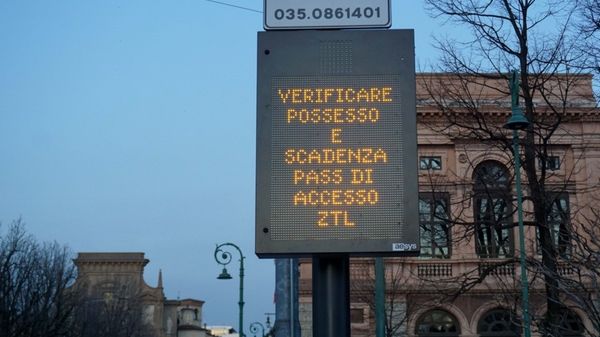 035.0861401
VERIFICARE
POSSESSO
E
SCADENZA
PASS DI
ACCESSO
ZTL
aesys